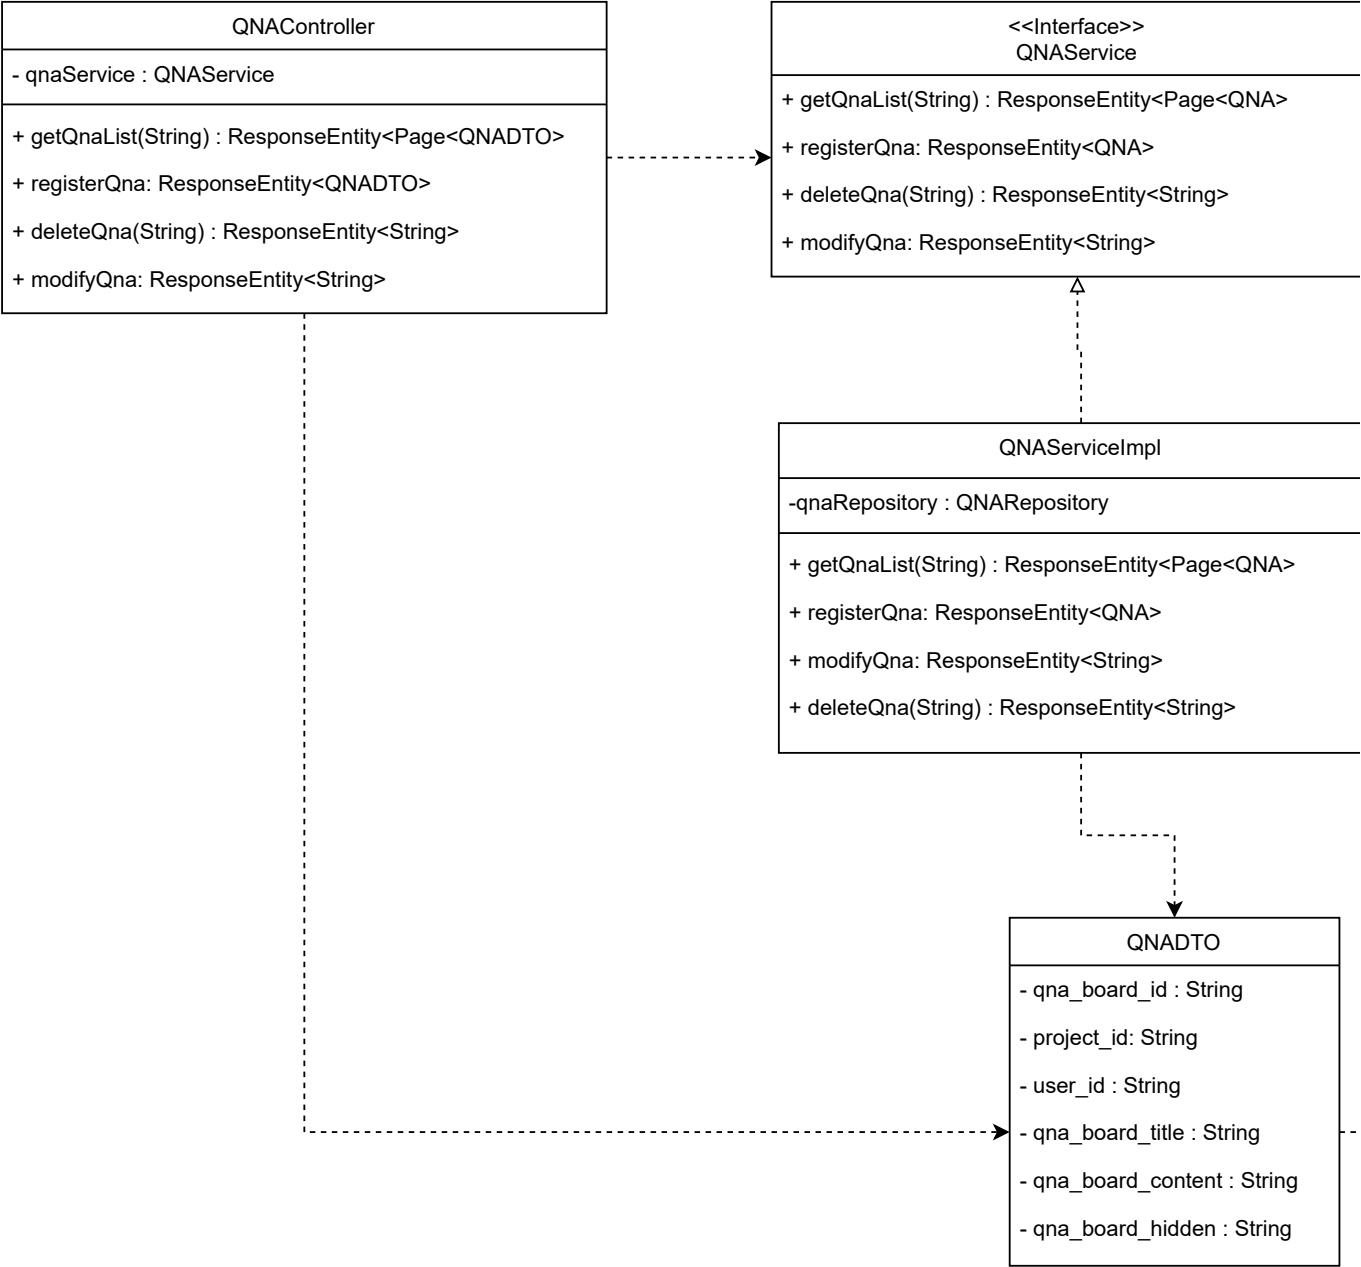 QNAController
- qnaService : QNAService
+ getQnaList(String) : ResponseEntity<Page<QNADTO>
+ registerQna: ResponseEntity<QNADTO>
+ deleteQna(String) : ResponseEntity<String>
+ modifyQna: ResponseEntity<String>
<<Interface>>
QNAService
+ getQnaList(String) : ResponseEntity<Page<QNA>
+ registerQna: ResponseEntity<QNA>
+ deleteQna(String) : ResponseEntity<String>
+ modifyQna: ResponseEntity<String>
QNAServiceImpl
-qnaRepository : QNARepository
+ getQnaList(String) : ResponseEntity<Page<QNA>
+ registerQna: ResponseEntity<QNA>
+ modifyQna: ResponseEntity<String>
+ deleteQna(String) : ResponseEntity<String>
QNADTO
- qna_board_id : String
- project_id: String
- user_id : String
- qna_board_title : String
- qna_board_content : String
- qna_board_hidden : String